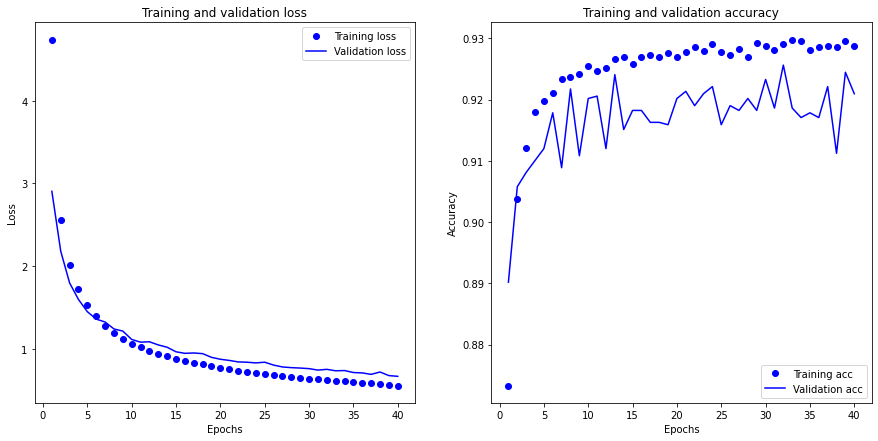 Training and validation loss
Training loss
Validation loss
4
3
2
1
Loss
0 5 10 15 20 25 30 35 40
Epochs
Training and validation accuracy
0.93
0.92
0.91
0.90
0.89
0.88
Accuracy
Training acc
Validation acc
0 5 10 15 20 25 30 35 40
Epochs